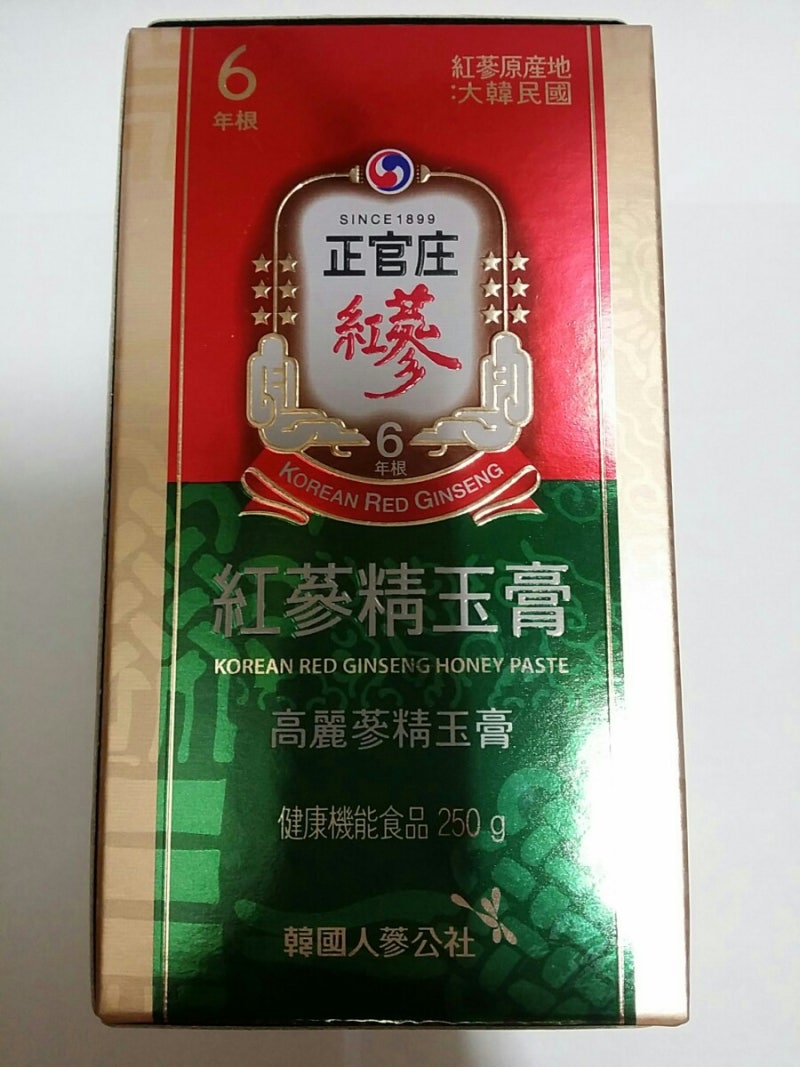 6
年根
紅蔘原産地
:大韓民國
SINCE 1899
正官庄
紅蔘
6
年根
KOREAN RED GINSENG
紅蔘精玉膏
KOREAN RED GINSENG HONEY PASTE
高麗蔘精玉膏
健康機能食品 250 g
韓國人蔘公社